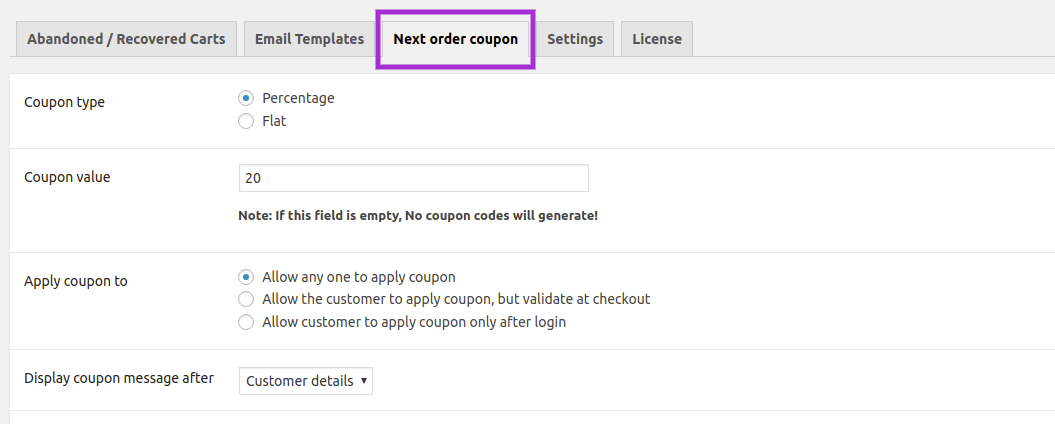 Abandoned / Recovered Carts Email Templates Next order coupon Settings License
Coupon type Percentage
Flat
Coupon value 20
Note: If this field is empty, No coupon codes will generate!
Apply coupon to Allow any one to apply coupon
Allow the customer to apply coupon, but validate at checkout
Allow customer to apply coupon only after login
Display coupon message after Customer details